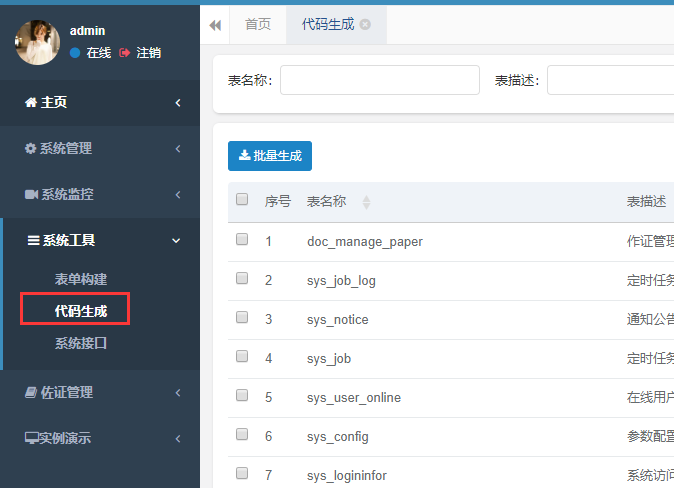 admin
在线 注销
主页
系统管理
系统监控
系统工具
表单构建
代码生成
系统接口
佐证管理
实例演示
首页 代码生成
表名称： 表描述：
批量生成
序号 表名称 表描述
1 doc_manage_paper 作证管理
2 sys_job_log 定时任务
3 sys_notice 通知公告
4 sys_job 定时任务
5 sys_user_online 在线用户
6 sys_config 参数配置
7 sys_logininfor 系统访问